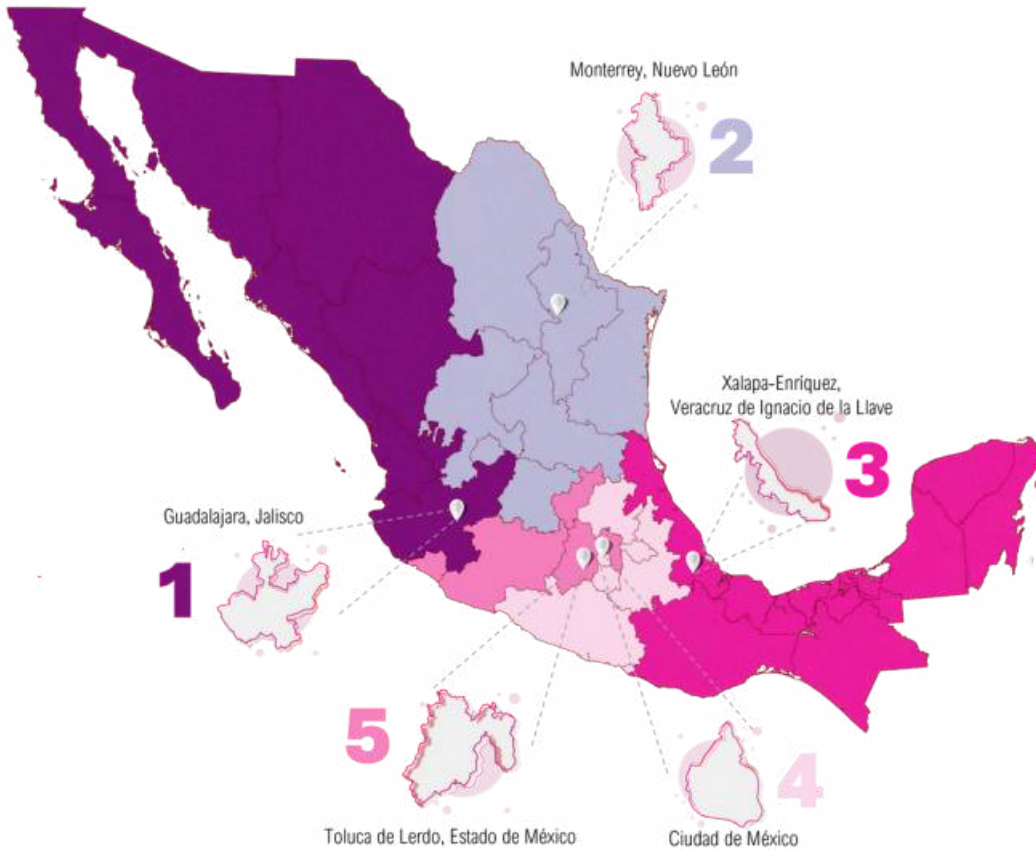 Monterrey, Nuevo León
2
Xalapa-Enríquez,
Veracruz de Ignacio de la Llave
3
Guadalajara, Jalisco
1
5
4
Toluca de Lerdo, Estado de México
Ciudad de México